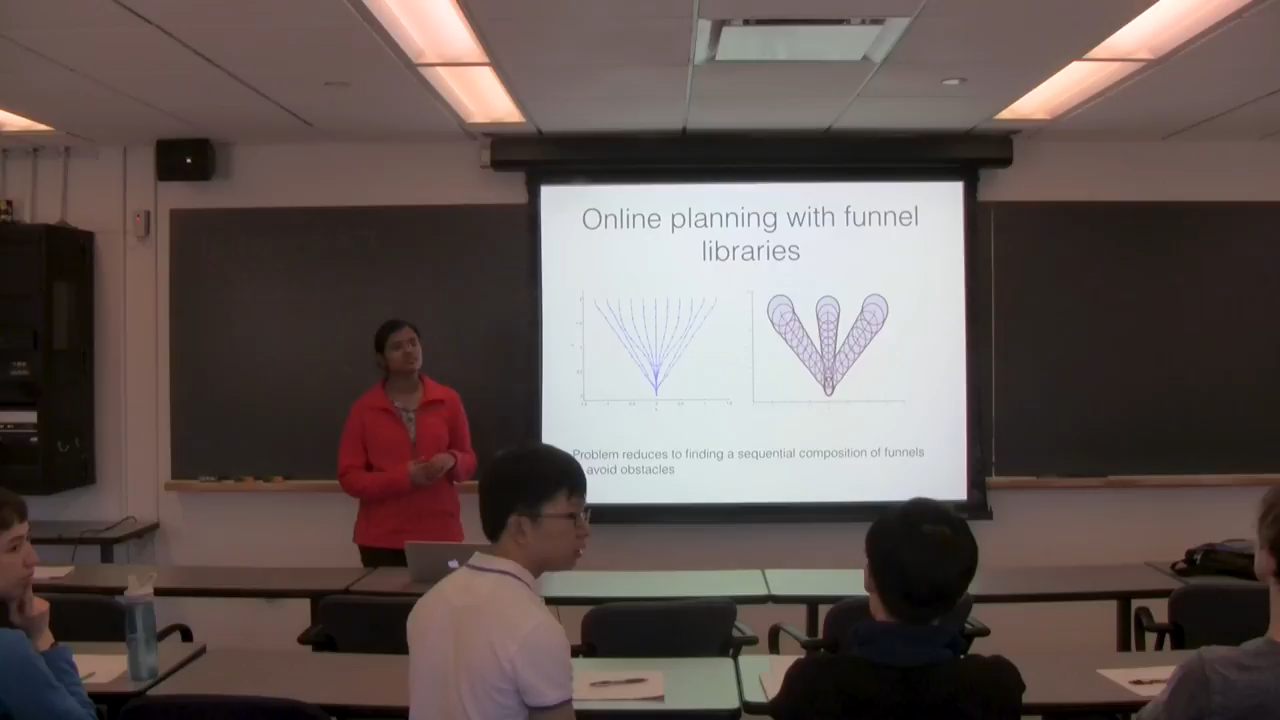 Online planning with funnel
libraries
Problem reduces to finding a sequential composition of funnels
avoid obstacles